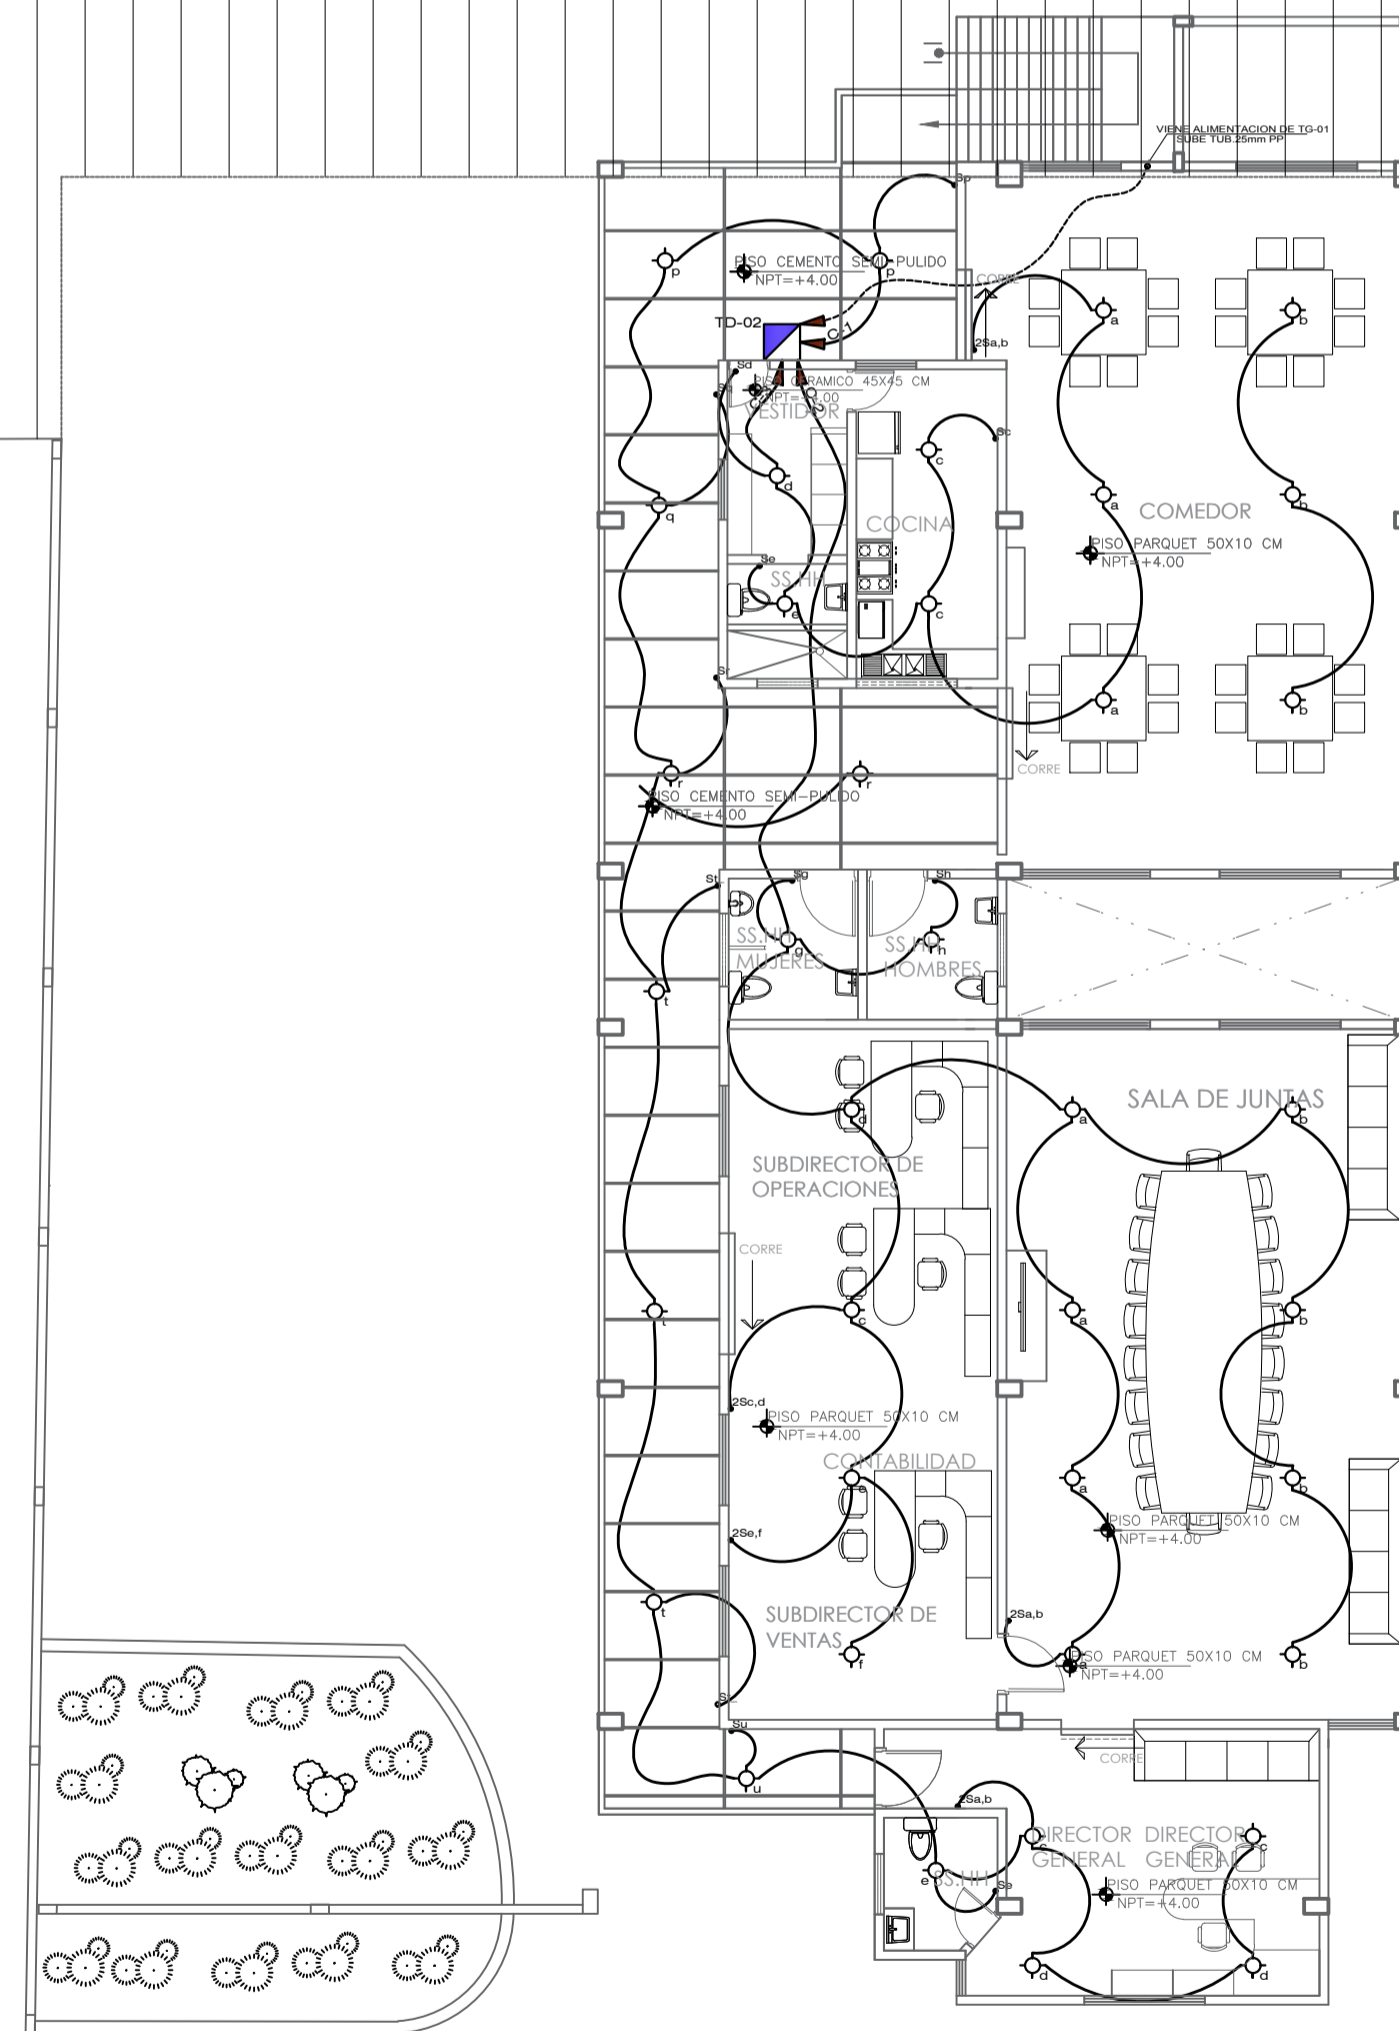 VIENE ALIMENTACION DE TG-01
SUBE TUB.25mm PP
Sp
p
p
PISO CEMENTO SEMI-PULIDO
NPT=+4.00
CORRE
TD-02
C-1
2Sa,b
a
b
Sd
PISO CERAMICO 45X45 CM
NPT=+4.00
VESTIDOR
Sc
c
d
q
a
b
COMEDOR
COCINA
PISO PARQUET 50X10 CM
NPT=+4.00
Se
SS.HH
e
c
Sr
a
b
CORRE
r
r
PISO CEMENTO SEMI-PULIDO
NPT=+4.00
St
Sg
Sh
SS.HH
MUJERES
g
SS.HH
HOMBRES
h
t
SALA DE JUNTAS
d
a
b
SUBDIRECTOR DE
OPERACIONES
CORRE
t
c
a
b
2Sc,d
PISO PARQUET 50X10 CM
NPT=+4.00
CONTABILIDAD
e
a
b
2Se,f
PISO PARQUET 50X10 CM
NPT=+4.00
t
SUBDIRECTOR DE
VENTAS
2Sa,b
f
a
b
PISO PARQUET 50X10 CM
NPT=+4.00
Su
u
CORRE
2Sa,b
c
c
DIRECTOR
GENERAL
DIRECTOR
GENERAL
e
SS.HH
Se
PISO PARQUET 50X10 CM
NPT=+4.00
d
d